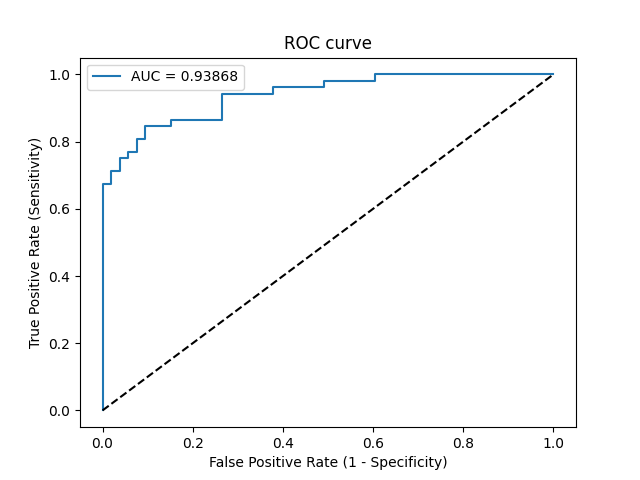 ROC curve
AUC = 0.93868
1.0
0.8
0.6
0.4
0.2
0.0
True Positive Rate (Sensitivity)
0.0 0.2 0.4 0.6 0.8 1.0
False Positive Rate (1 - Specificity)